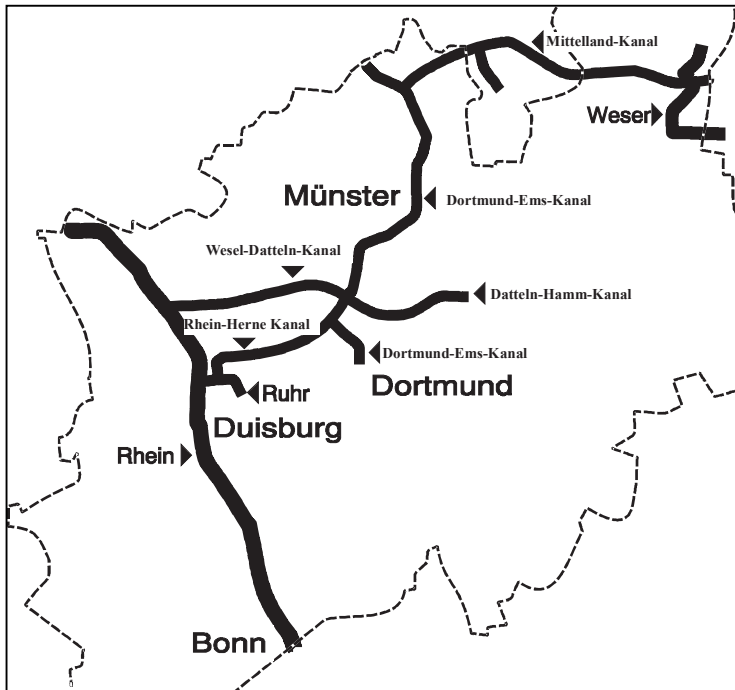 Mittelland-Kanal
Weser
Münster
Dortmund-Ems-Kanal
Wesel-Datteln-Kanal
Datteln-Hamm-Kanal
Rhein-Herne Kanal
Dortmund-Ems-Kanal
Dortmund
Ruhr
Duisburg
Rhein
Bonn